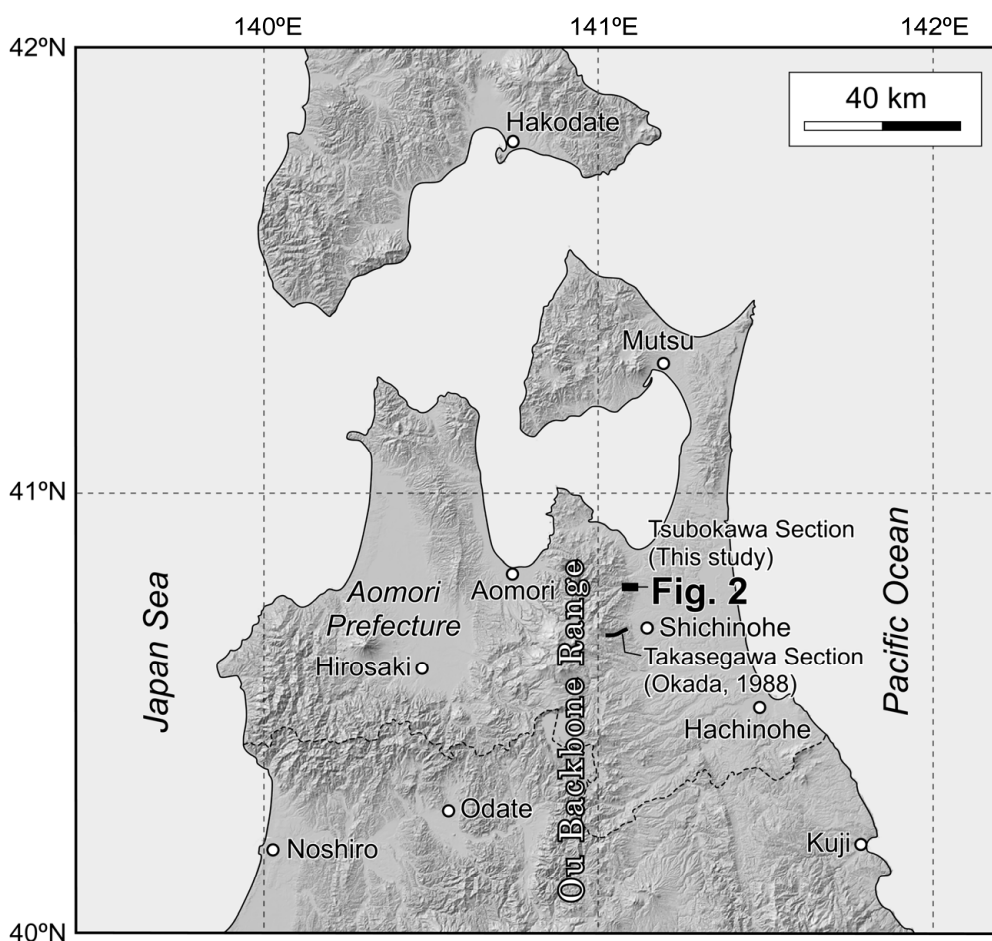 140ºE
141ºE
142ºE
42ºN
40 km
Hakodate
Mutsu
41ºN
Tsubokawa Section
(This study)
Fig. 2
Aomori
Aomori
Prefecture
Shichinohe
Hirosaki
Takasegawa Section
(Okada, 1988)
Hachinohe
Japan Sea
Pacific Ocean
Ou Backbone Range
Odate
Noshiro
Kuji
40ºN